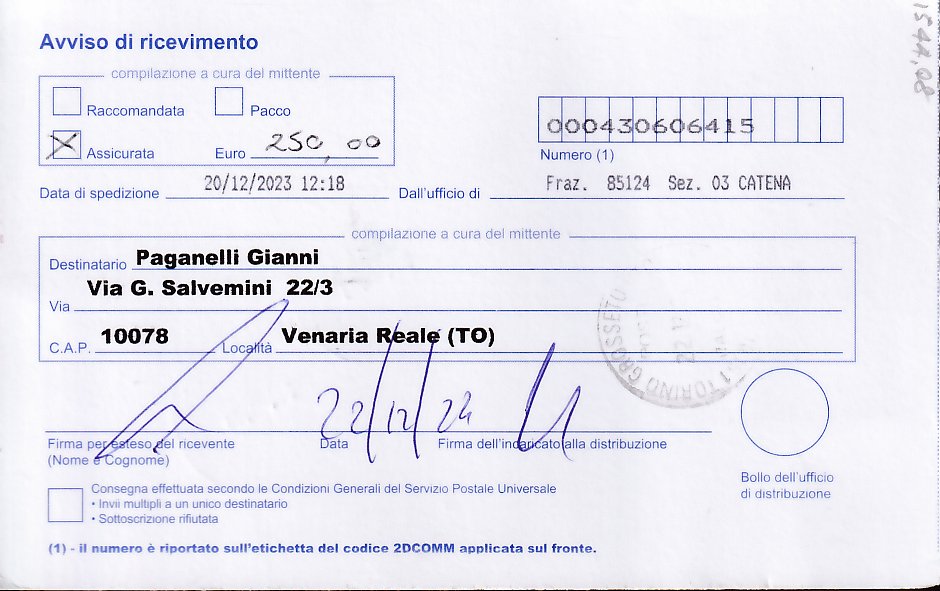 1544,08
Avviso di ricevimento
compilazione a cura del mittente
Raccomandata Pacco
Assicurata Euro 250,00
000430606415
Numero (1)
Data di spedizione 20/12/2023 12:18 Dall'ufficio di Fraz. 85124 Sez. 03 CATENA
compilazione a cura del mittente
Destinatario Paganelli Gianni
Via G. Salvemini 22/3
Via
C.A.P. 10078 Località Venaria Reale (TO)
GROSSETO
TORINO
22/12/23
Firma per esteso del ricevente Data Firma dell'incaricato alla distribuzione
(Nome e Cognome)
Bollo dell'ufficio
di distribuzione
Consegna effettuata secondo le Condizioni Generali del Servizio Postale Universale
• Invii multipli a un unico destinatario
• Sottoscrizione rifiutata
(1) - il numero è riportato sull'etichetta del codice 2DCOMM applicata sul fronte.